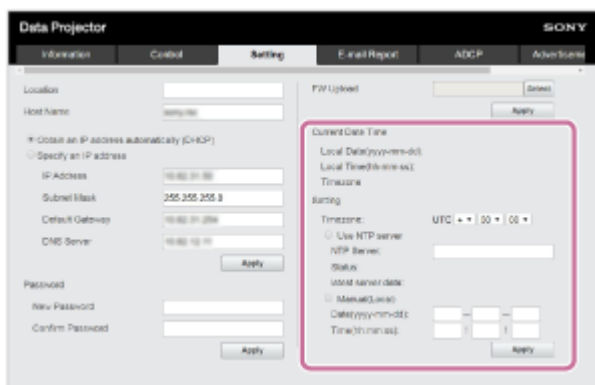 Data Projector
SONY
Information
Control
Setting
E-mail Report
ADCP
Advertiseme
Location
Host Name
Obtain an IP address automatically (DHCP)
Specify an IP address
IP Address
Subnet Mask
255.255.255.0
Default Gateway
DNS Server
Apply
Password
New Password
Confirm Password
Apply
FW Upload
Select
Apply
Current Date Time
Local Date(yyyy-mm-dd):
Local Time(hh:mm:ss):
Timezone
Setting
Timezone: UTC + 00 00
Use NTP server
NTP Server:
Status:
latest server date:
Manual(Local)
Date(yyyy-mm-dd): – –
Time(hh:mm:ss): : :
Apply